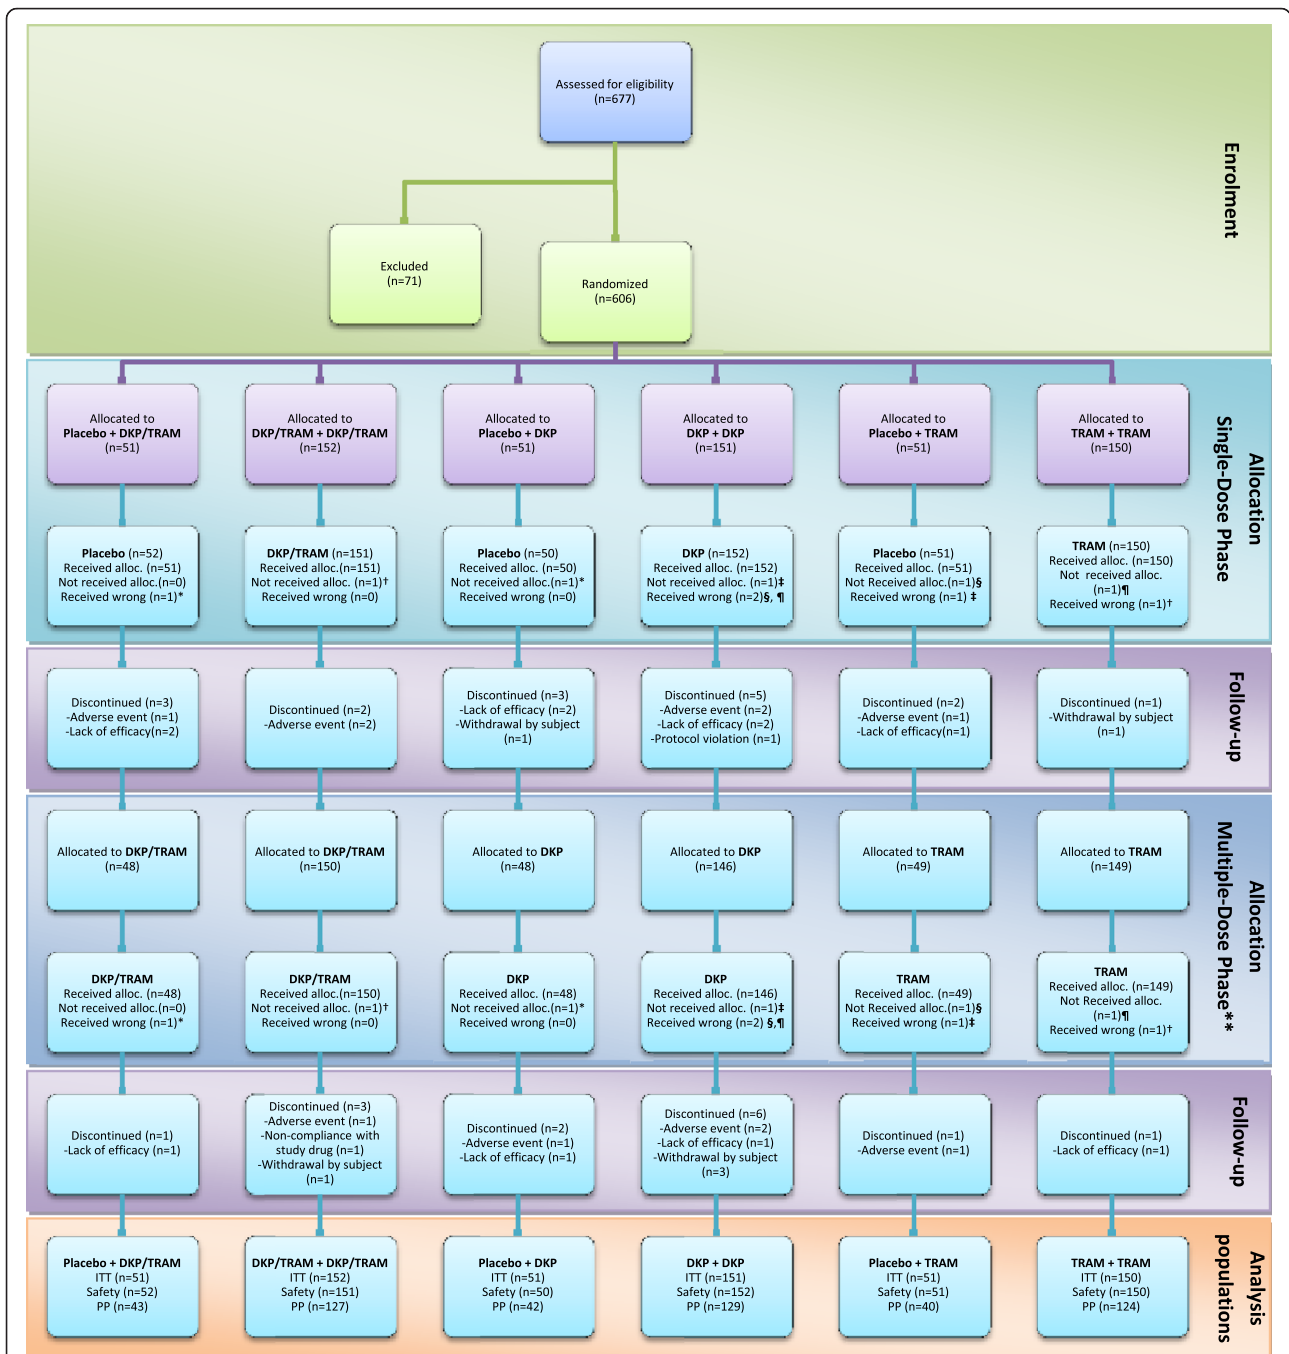 Assessed for eligibility
(n=677)
Enrolment
Excluded
(n=71)
Randomized
(n=606)
Allocation
Single-Dose Phase
Allocated to
Placebo + DKP/TRAM
(n=51)
Allocated to
DKP/TRAM + DKP/TRAM
(n=152)
Allocated to
Placebo + DKP
(n=51)
Allocated to
DKP + DKP
(n=151)
Allocated to
Placebo + TRAM
(n=51)
Allocated to
TRAM + TRAM
(n=150)
Placebo (n=52)
Received alloc. (n=51)
Not received alloc.(n=0)
Received wrong (n=1)*
DKP/TRAM (n=151)
Received alloc.(n=151)
Not received alloc. (n=1)†
Received wrong (n=0)
Placebo (n=50)
Received alloc. (n=50)
Not received alloc.(n=1)*
Received wrong (n=0)
DKP (n=152)
Received alloc. (n=152)
Not received alloc. (n=1)‡
Received wrong (n=2)§, ¶
Placebo (n=51)
Received alloc. (n=51)
Not Received alloc.(n=1)§
Received wrong (n=1) ‡
TRAM (n=150)
Received alloc. (n=150)
Not received alloc.
(n=1)¶
Received wrong (n=1)†
Follow-up
Discontinued (n=3)
-Adverse event (n=1)
-Lack of efficacy(n=2)
Discontinued (n=2)
-Adverse event (n=2)
Discontinued (n=3)
-Lack of efficacy (n=2)
-Withdrawal by subject
(n=1)
Discontinued (n=5)
-Adverse event (n=2)
-Lack of efficacy (n=2)
-Protocol violation (n=1)
Discontinued (n=2)
-Adverse event (n=1)
-Lack of efficacy(n=1)
Discontinued (n=1)
-Withdrawal by subject
(n=1)
Allocation
Multiple-Dose Phase**
Allocated to DKP/TRAM
(n=48)
Allocated to DKP/TRAM
(n=150)
Allocated to DKP
(n=48)
Allocated to DKP
(n=146)
Allocated to TRAM
(n=49)
Allocated to TRAM
(n=149)
DKP/TRAM
Received alloc. (n=48)
Not received alloc.(n=0)
Received wrong (n=1)*
DKP/TRAM
Received alloc.(n=150)
Not received alloc. (n=1)†
Received wrong (n=0)
DKP
Received alloc. (n=48)
Not received alloc.(n=1)*
Received wrong (n=0)
DKP
Received alloc. (n=146)
Not received alloc. (n=1)‡
Received wrong (n=2) §,¶
TRAM
Received alloc. (n=49)
Not Received alloc.(n=1)§
Received wrong (n=1)‡
TRAM
Received alloc. (n=149)
Not Received alloc.
(n=1)¶
Received wrong (n=1)†
Follow-up
Discontinued (n=1)
-Lack of efficacy (n=1)
Discontinued (n=3)
-Adverse event (n=1)
-Non-compliance with
study drug (n=1)
-Withdrawal by subject
(n=1)
Discontinued (n=2)
-Adverse event (n=1)
-Lack of efficacy (n=1)
Discontinued (n=6)
-Adverse event (n=2)
-Lack of efficacy (n=1)
-Withdrawal by subject
(n=3)
Discontinued (n=1)
-Adverse event (n=1)
Discontinued (n=1)
-Lack of efficacy (n=1)
Analysis
populations
Placebo + DKP/TRAM
ITT (n=51)
Safety (n=52)
PP (n=43)
DKP/TRAM + DKP/TRAM
ITT (n=152)
Safety (n=151)
PP (n=127)
Placebo + DKP
ITT (n=51)
Safety (n=50)
PP (n=42)
DKP + DKP
ITT (n=151)
Safety (n=152)
PP (n=129)
Placebo + TRAM
ITT (n=51)
Safety (n=51)
PP (n=40)
TRAM + TRAM
ITT (n=150)
Safety (n=150)
PP (n=124)